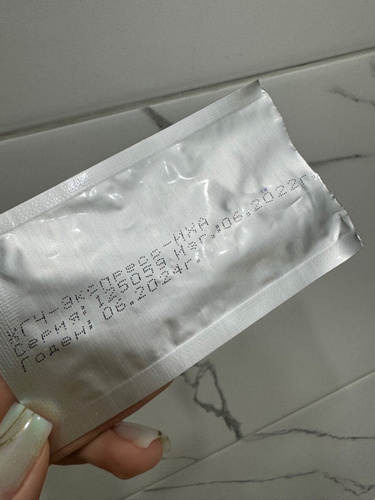 ХГЧ-экспресс-ИХА
Серия: 125059 Изг.:06.2022г.
Годен: 06.2024г.